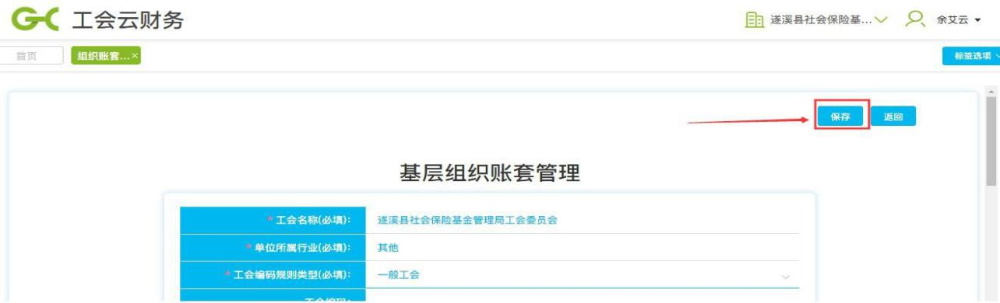 工会云财务
遂溪县社会保险基...
余艾云
首页
组织账套...×
标签选项
保存
返回
基层组织账套管理
* 工会名称(必填): 遂溪县社会保险基金管理局工会委员会
* 单位所属行业(必填): 其他
* 工会编码规则类型(必填): 一般工会
工会编码: